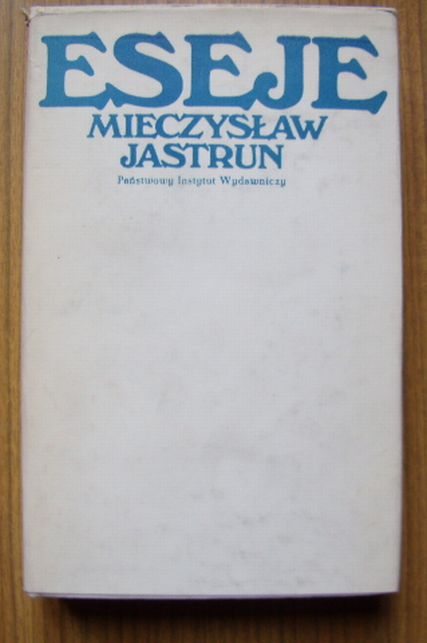 ESEJE
MIECZYSŁAW
JASTRUN
Państwowy Instytut Wydawniczy